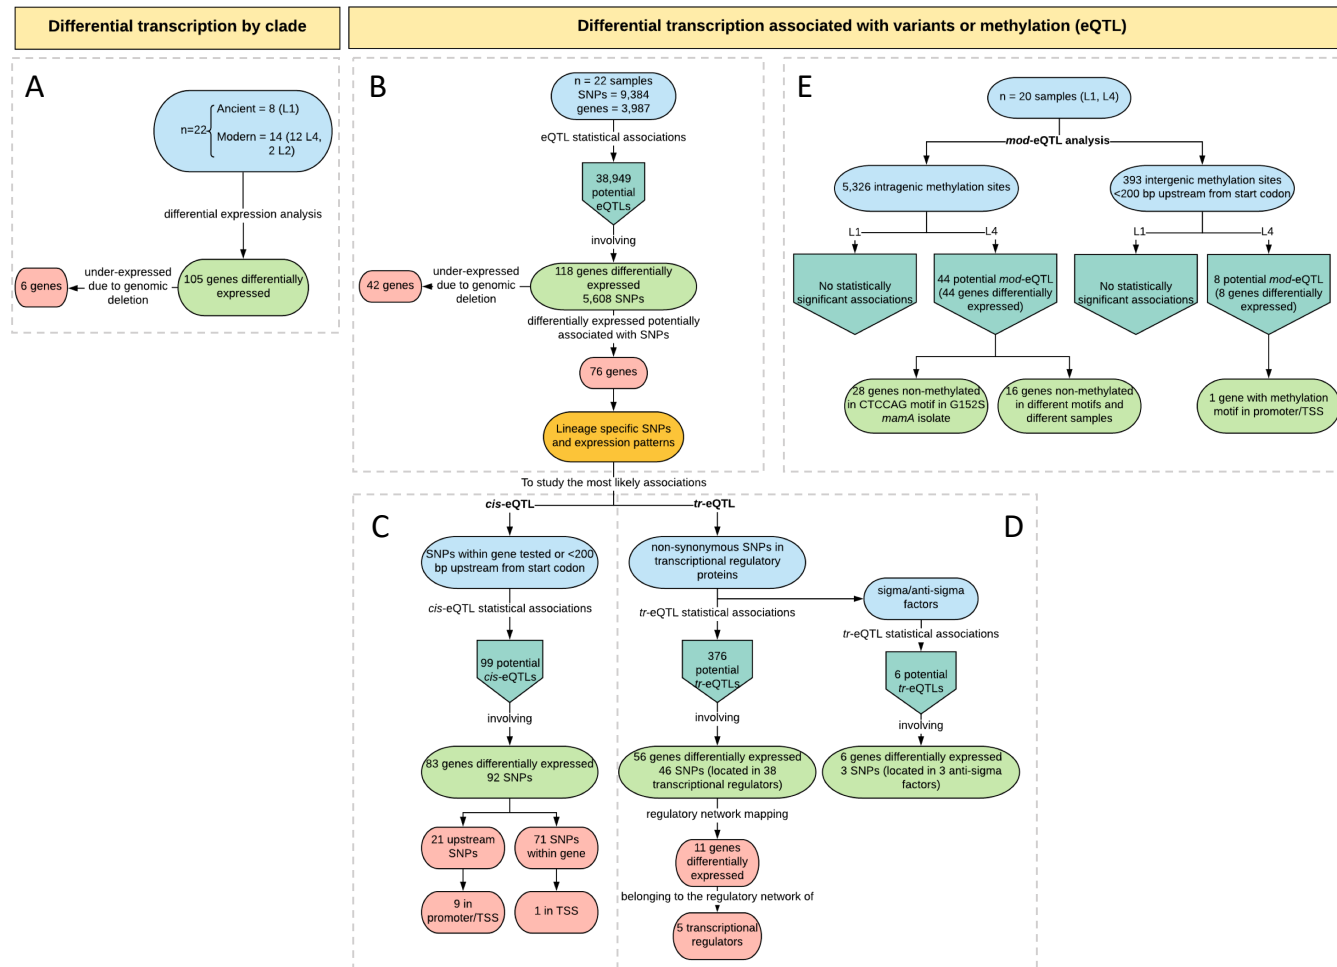 Differential transcription by clade
Differential transcription associated with variants or methylation (eQTL)
A
n=22
Ancient = 8 (L1)
Modern = 14 (12 L4,
2 L2)
differential expression analysis
105 genes differentially
expressed
under-expressed
due to genomic
deletion
6 genes
B
n = 22 samples
SNPs = 9,384
genes = 3,987
eQTL statistical associations
38,949
potential
eQTLs
involving
118 genes differentially
expressed
5,608 SNPs
under-expressed
due to genomic
deletion
42 genes
differentially expressed potentially
associated with SNPs
76 genes
Lineage specific SNPs
and expression patterns
To study the most likely associations
cis-eQTL
tr-eQTL
C
SNPs within gene tested or <200
bp upstream from start codon
cis-eQTL statistical associations
99 potential
cis-eQTLs
involving
83 genes differentially expressed
92 SNPs
21 upstream
SNPs
71 SNPs
within gene
9 in
promoter/TSS
1 in TSS
D
non-synonymous SNPs in
transcriptional regulatory
proteins
tr-eQTL statistical associations
376
potential
tr-eQTLs
involving
56 genes differentially expressed
46 SNPs (located in 38
transcriptional regulators)
regulatory network mapping
11 genes
differentially
expressed
belonging to the regulatory network of
5 transcriptional
regulators
sigma/anti-sigma
factors
tr-eQTL statistical associations
6 potential
tr-eQTLs
involving
6 genes differentially expressed
3 SNPs (located in 3 anti-sigma
factors)
E
n = 20 samples (L1, L4)
mod-eQTL analysis
5,326 intragenic methylation sites
393 intergenic methylation sites
<200 bp upstream from start codon
L1
L4
L1
L4
No statistically
significant associations
44 potential mod-eQTL
(44 genes differentially
expressed)
No statistically
significant associations
8 potential mod-eQTL
(8 genes differentially
expressed)
28 genes non-methylated
in CTCCAG motif in G152S
mamA isolate
16 genes non-methylated
in different motifs and
different samples
1 gene with methylation
motif in promoter/TSS